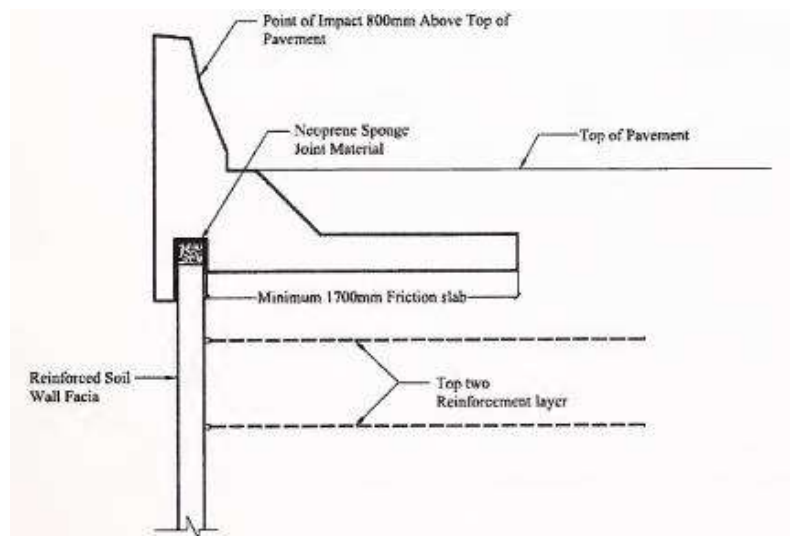 Point of Impact 800mm Above Top of
Pavement
Neoprene Sponge
Joint Material
Top of Pavement
Minimum 1700mm Friction slab
Reinforced Soil
Wall Facia
Top two
Reinforcement layer